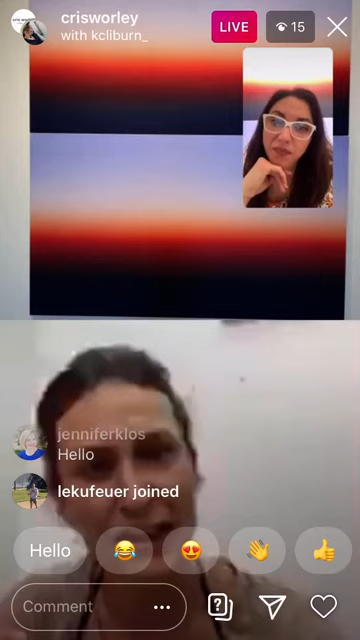 crisworley
with kcliburn_
LIVE
15
jenniferklos
Hello
lekufeuer joined
Hello
Comment